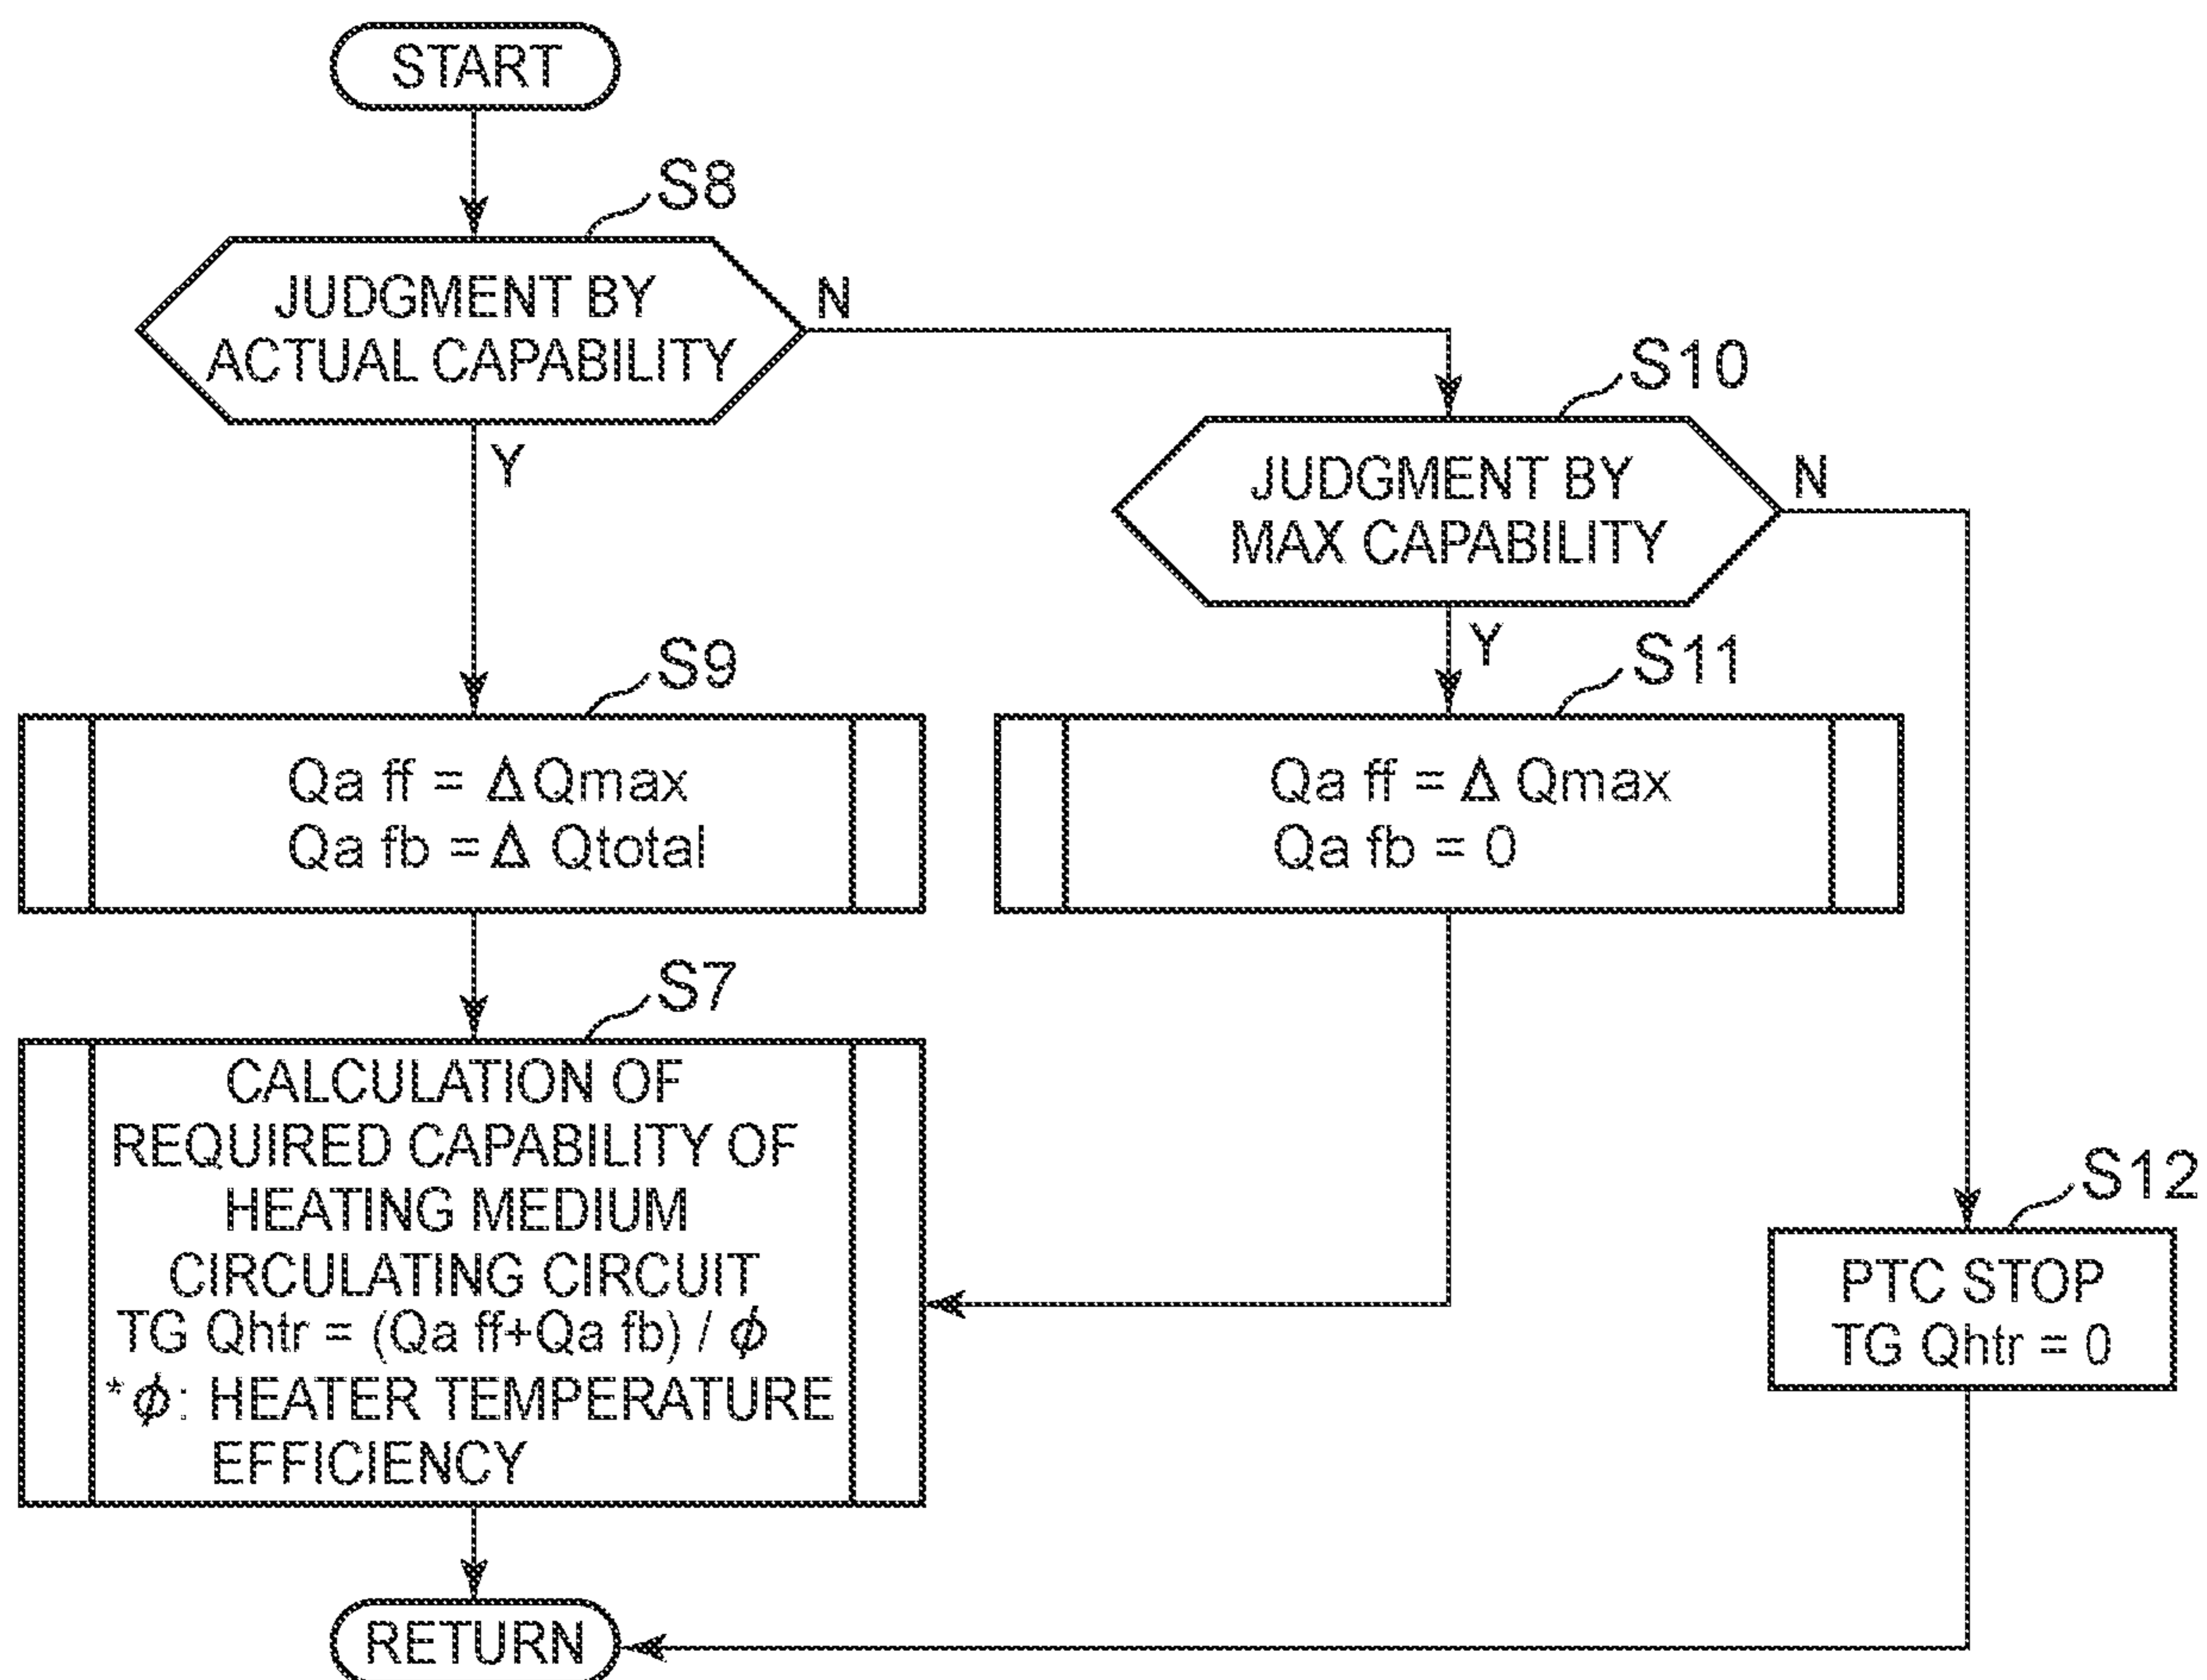 START
S8
JUDGMENT BY
ACTUAL CAPABILITY
N
Y
S10
JUDGMENT BY
MAX CAPABILITY
N
Y
S9
Qa ff = ΔQmax
Qa fb = Δ Qtotal
S11
Qa ff = Δ Qmax
Qa fb = 0
S7
CALCULATION OF
REQUIRED CAPABILITY OF
HEATING MEDIUM
CIRCULATING CIRCUIT
TG Qhtr = (Qa ff+Qa fb) / ϕ
*ϕ: HEATER TEMPERATURE
EFFICIENCY
S12
PTC STOP
TG Qhtr = 0
RETURN